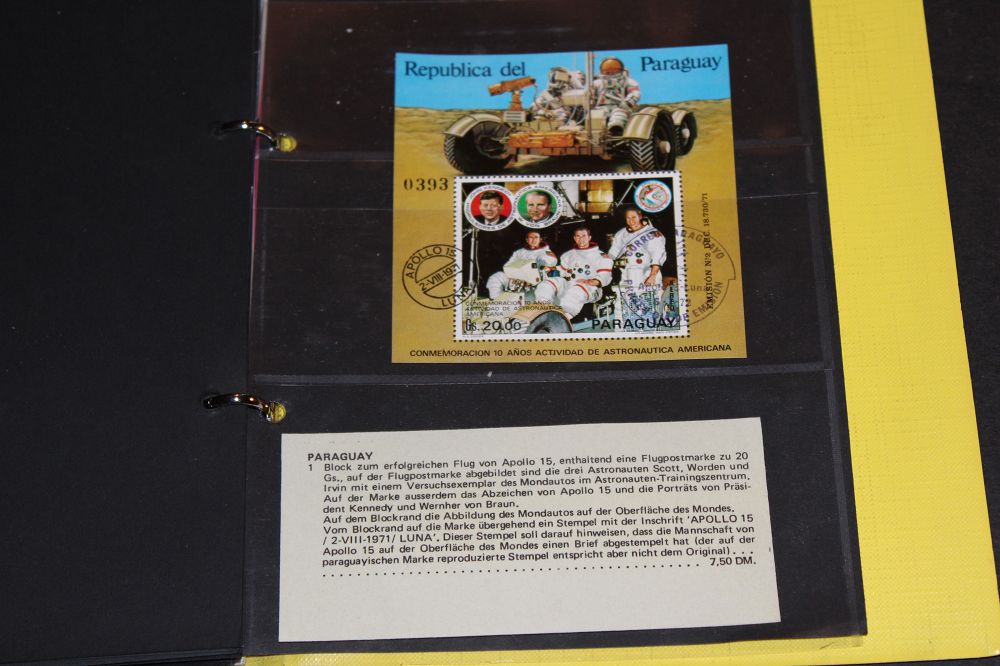 Republica del Paraguay
0393
APOLLO 15
2-VIII-1971
LUNA
CONMEMORACION 10 AÑOS
ACTIVIDAD DE ASTRONAUTICA
AMERICANA
Gs. 20.00 PARAGUAY
CORREO PARAGUAYO
EMISION
EMISIÓN Nº2 DEC 18.730/71
CONMEMORACION 10 AÑOS ACTIVIDAD DE ASTRONAUTICA AMERICANA
PARAGUAY
1 Block zum erfolgreichen Flug von Apollo 15, enthaltend eine Flugpostmarke zu 20
Gs., auf der Flugpostmarke abgebildet sind die drei Astronauten Scott, Worden und
Irvin mit einem Versuchsexemplar des Mondautos im Astronauten-Trainingszentrum.
Auf der Marke ausserdem das Abzeichen von Apollo 15 und die Porträts von Präsi-
dent Kennedy und Wernher von Braun.
Auf dem Blockrand die Abbildung des Mondautos auf der Oberfläche des Mondes.
Vom Blockrand auf die Marke übergehend ein Stempel mit der Inschrift 'APOLLO 15
/ 2-VIII-1971/ LUNA'. Dieser Stempel soll darauf hinweisen, dass die Mannschaft von
Apollo 15 auf der Oberfläche des Mondes einen Brief abgestempelt hat (der auf der
paraguayischen Marke reproduzierte Stempel entspricht aber nicht dem Original) . . .
. . . . . . . . . . . . . . . . . . . . . . . . . . . . . . . . . . . . . . . . . . . . . . . 7,50 DM.